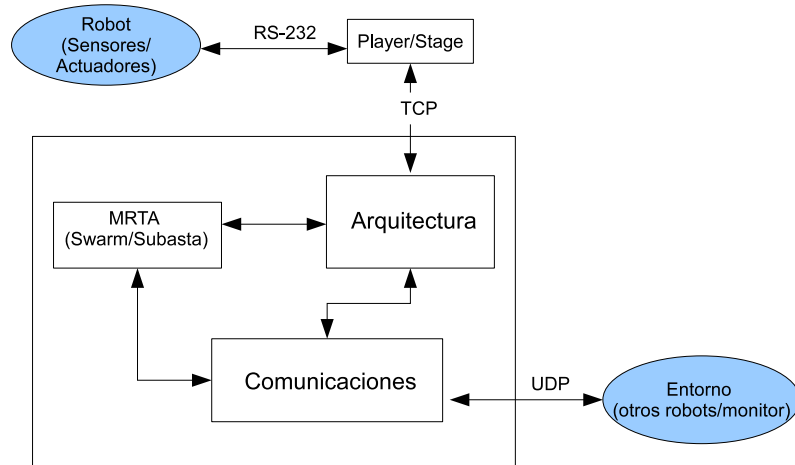 Robot
(Sensores/
Actuadores)
RS-232
Player/Stage
TCP
MRTA
(Swarm/Subasta)
Arquitectura
Comunicaciones
UDP
Entorno
(otros robots/monitor)